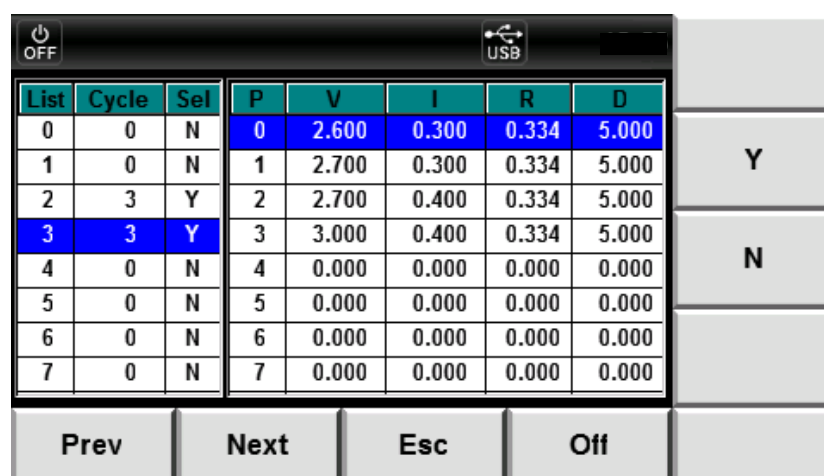 OFF USB
List Cycle Sel P V I R D
0 0 N 0 2.600 0.300 0.334 5.000
1 0 N 1 2.700 0.300 0.334 5.000
2 3 Y 2 2.700 0.400 0.334 5.000
3 3 Y 3 3.000 0.400 0.334 5.000
4 0 N 4 0.000 0.000 0.000 0.000
5 0 N 5 0.000 0.000 0.000 0.000
6 0 N 6 0.000 0.000 0.000 0.000
7 0 N 7 0.000 0.000 0.000 0.000
Y
N
Prev Next Esc Off